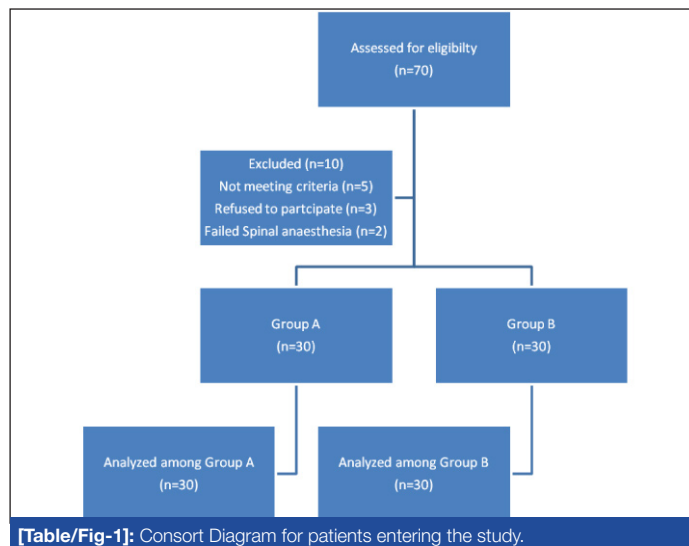 Assessed for eligibilty
(n=70)
Excluded (n=10)
Not meeting criteria (n=5)
Refused to partcipate (n=3)
Failed Spinal anaesthesia (n=2)
Group A
(n=30)
Group B
(n=30)
Analyzed among Group A
(n=30)
Analyzed among Group B
(n=30)
[Table/Fig-1]: Consort Diagram for patients entering the study.